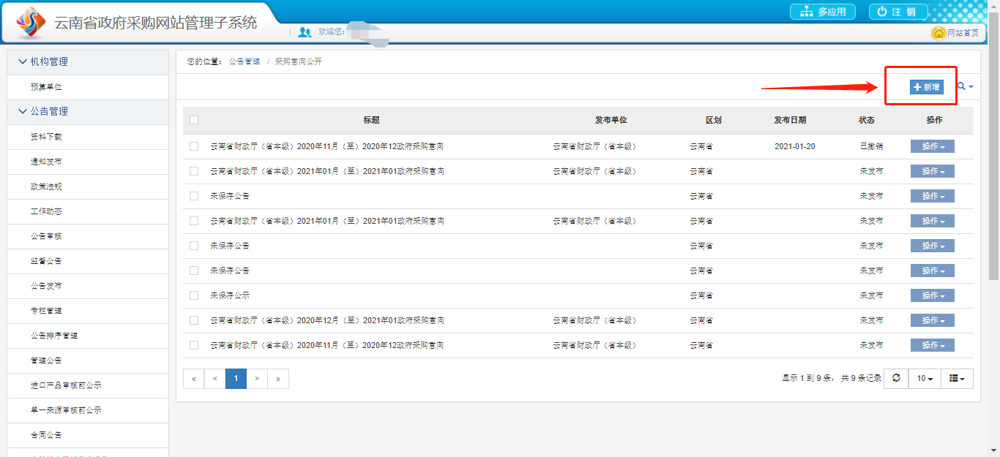 云南省政府采购网站管理子系统
多应用
注 销
欢迎您:
网站首页
机构管理
预算单位
公告管理
资料下载
通知发布
政策法规
工作动态
公告审核
监督公告
公告发布
专栏管理
公告排序管理
管理公告
进口产品审核前公示
单一来源审核前公示
合同公告
您的位置: 公告管理 / 采购意向公开
新增
标题 发布单位 区划 发布日期 状态 操作
云南省财政厅（省本级）2020年11月（至）2020年12政府采购意向 云南省财政厅（省本级） 云南省 2021-01-20 已撤销 操作
云南省财政厅（省本级）2021年01月（至）2021年01政府采购意向 云南省财政厅（省本级） 云南省 未发布 操作
未保存公告 云南省 未发布 操作
云南省财政厅（省本级）2021年01月（至）2021年01政府采购意向 云南省财政厅（省本级） 云南省 未发布 操作
未保存公告 云南省 未发布 操作
未保存公告 云南省 未发布 操作
未保存公示 云南省 未发布 操作
云南省财政厅（省本级）2020年12月（至）2021年01政府采购意向 云南省财政厅（省本级） 云南省 未发布 操作
云南省财政厅（省本级）2020年11月（至）2020年12政府采购意向 云南省财政厅（省本级） 云南省 未发布 操作
« < 1 > »
显示 1 到 9 条， 共 9 条记录 10